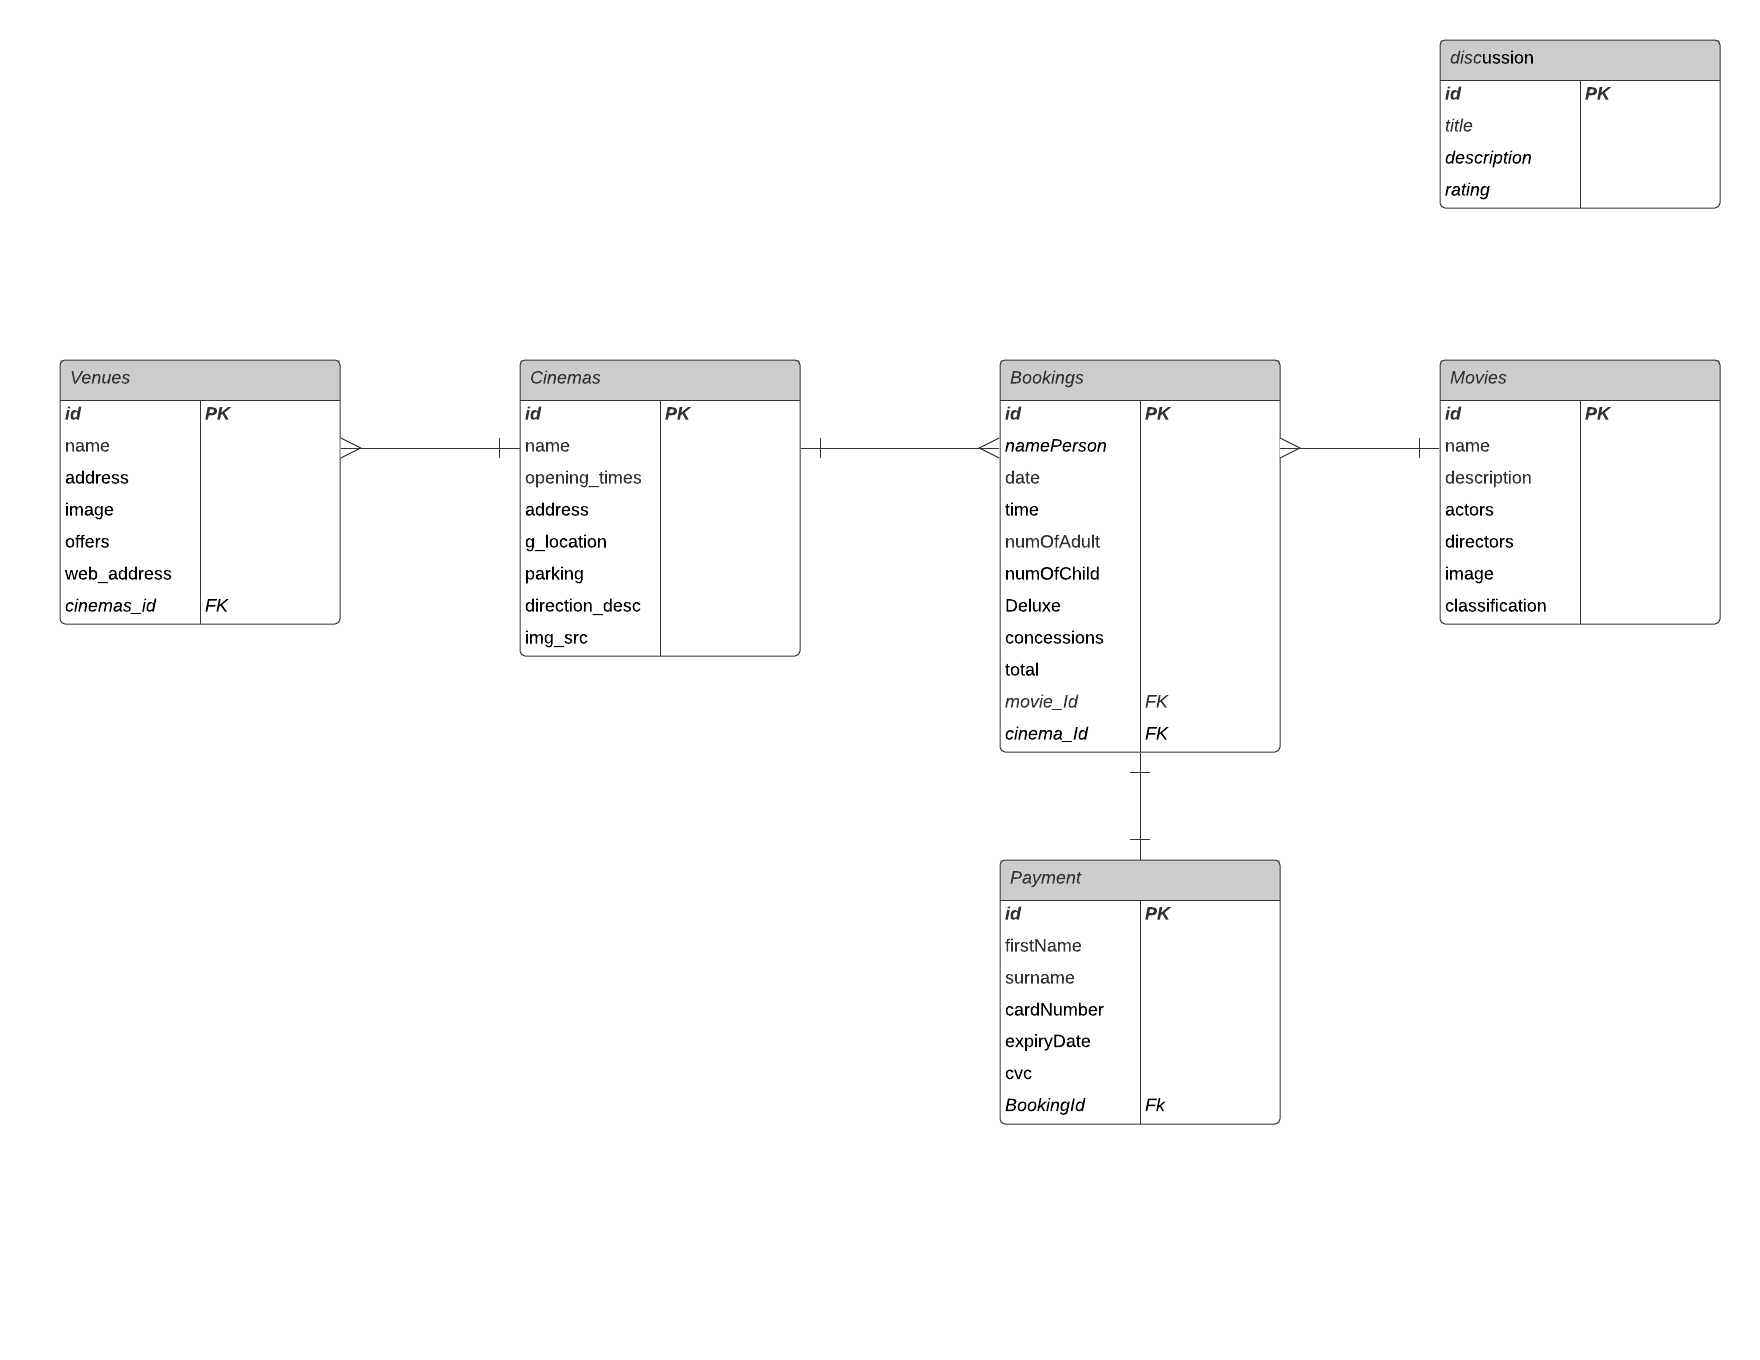 discussion
id PK
title
description
rating
Venues
id PK
name
address
image
offers
web_address
cinemas_id FK
Cinemas
id PK
name
opening_times
address
g_location
parking
direction_desc
img_src
Bookings
id PK
namePerson
date
time
numOfAdult
numOfChild
Deluxe
concessions
total
movie_Id FK
cinema_Id FK
Movies
id PK
name
description
actors
directors
image
classification
Payment
id PK
firstName
surname
cardNumber
expiryDate
cvc
BookingId Fk